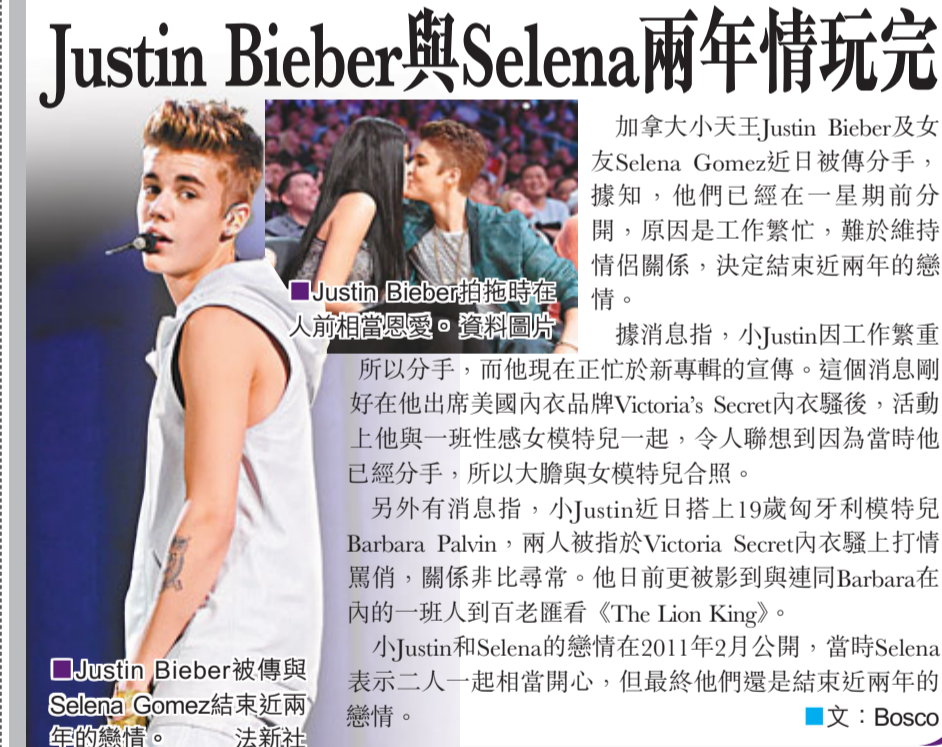 Justin Bieber與Selena兩年情玩完
加拿大小天王Justin Bieber及女
友Selena Gomez近日被傳分手，
據知，他們已經在一星期前分
開，原因是工作繁忙，難於維持
情侶關係，決定結束近兩年的戀
情。
■Justin Bieber拍拖時在
人前相當恩愛。資料圖片
據消息指，小Justin因工作繁重
所以分手，而他現在正忙於新專輯的宣傳。這個消息剛
好在他出席美國內衣品牌Victoria's Secret內衣騷後，活動
上他與一班性感女模特兒一起，令人聯想到因為當時他
已經分手，所以大膽與女模特兒合照。
另外有消息指，小Justin近日搭上19歲匈牙利模特兒
Barbara Palvin，兩人被指於Victoria Secret內衣騷上打情
罵俏，關係非比尋常。他日前更被影到與連同Barbara在
內的一班人到百老匯看《The Lion King》。
小Justin和Selena的戀情在2011年2月公開，當時Selena
表示二人一起相當開心，但最終他們還是結束近兩年的
戀情。
■文：Bosco
■Justin Bieber被傳與
Selena Gomez結束近兩
年的戀情。 法新社